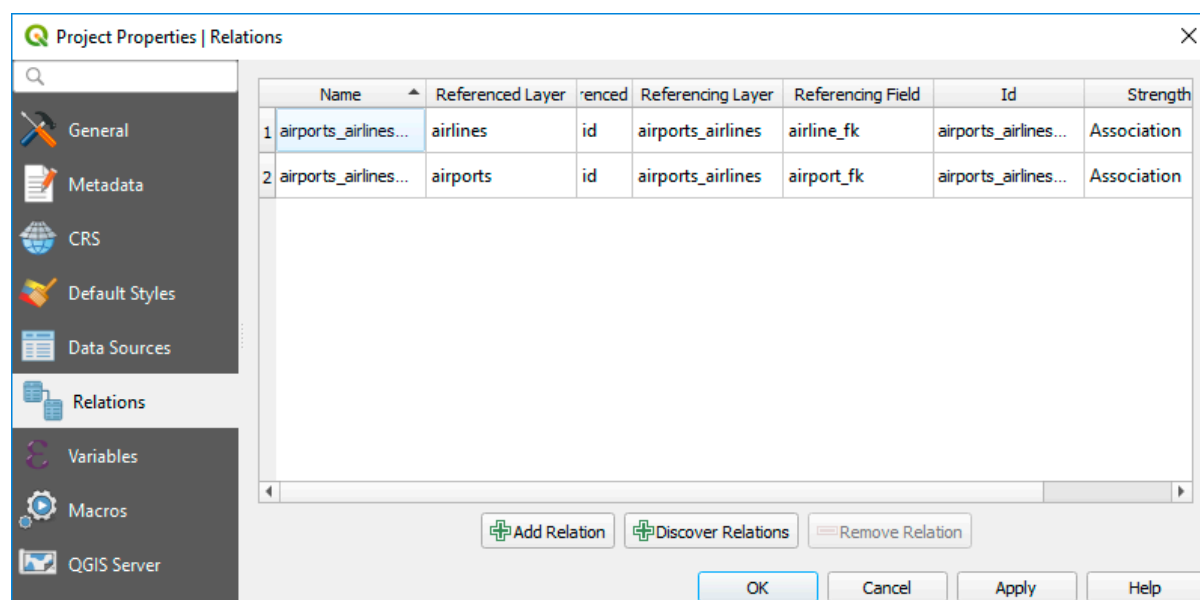 Project Properties | Relations
Name Referenced Layer renced Referencing Layer Referencing Field Id Strength
1 airports_airlines... airlines id airports_airlines airline_fk airports_airlines... Association
2 airports_airlines... airports id airports_airlines airport_fk airports_airlines... Association
General
Metadata
CRS
Default Styles
Data Sources
Relations
Variables
Macros
QGIS Server
Add Relation Discover Relations Remove Relation
OK Cancel Apply Help